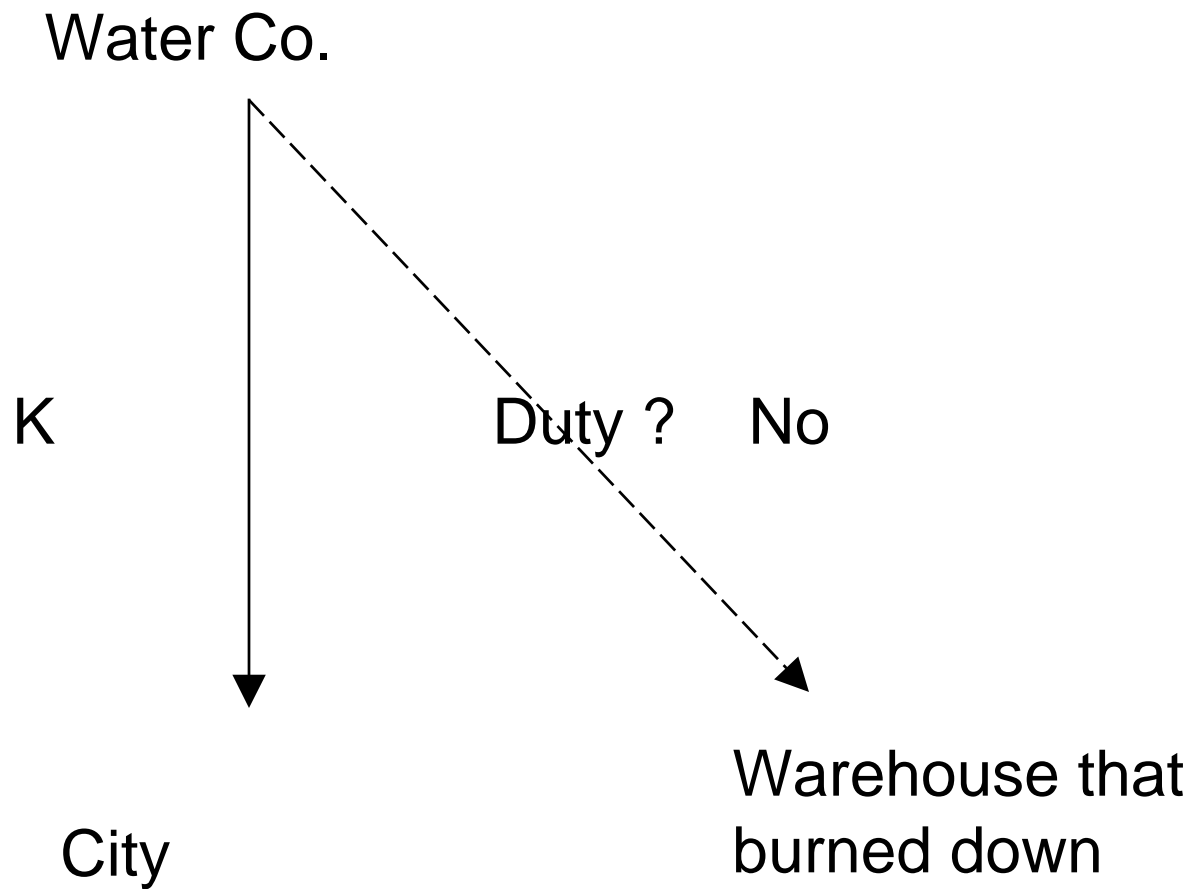 Water Co.
K
Duty ? No
Warehouse that
burned down
City